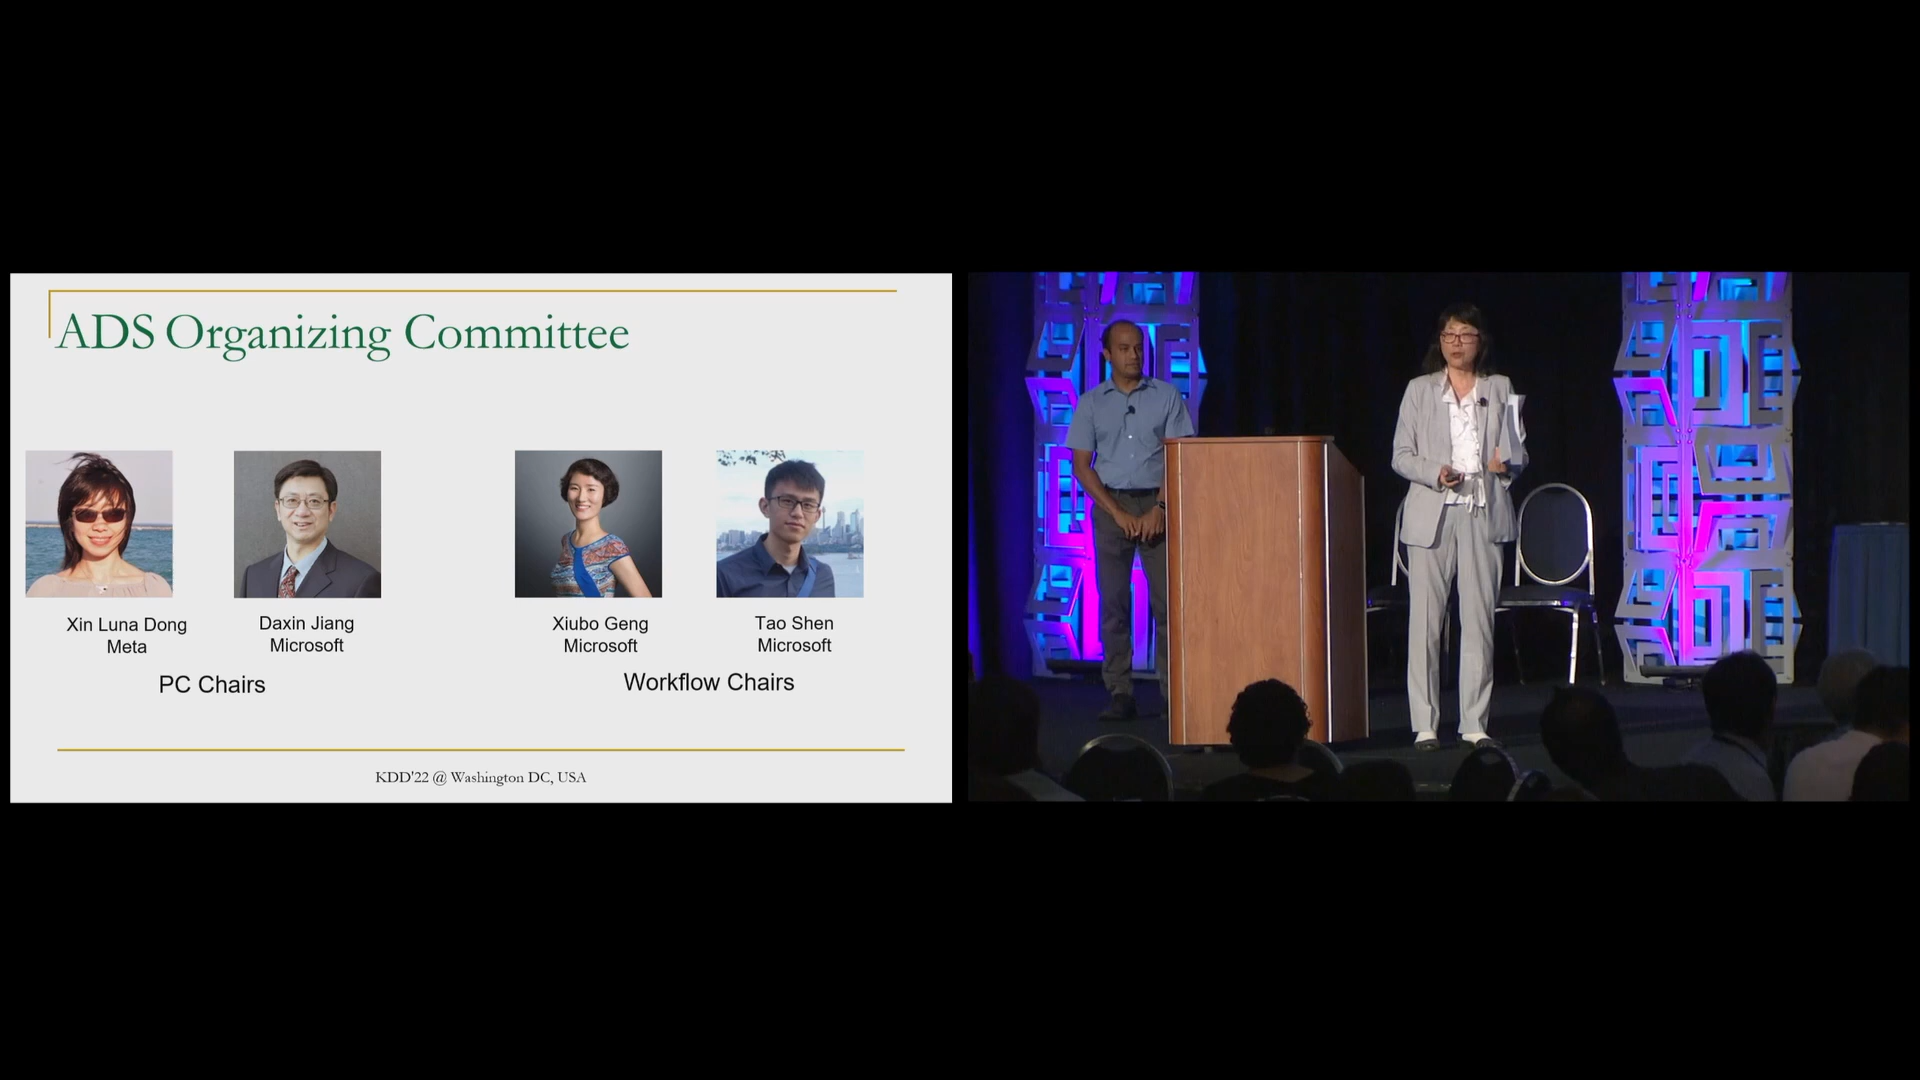 ADS Organizing Committee
Xin Luna Dong
Meta
Daxin Jiang
Microsoft
PC Chairs
Xiubo Geng
Microsoft
Tao Shen
Microsoft
Workflow Chairs
KDD'22 @ Washington DC, USA